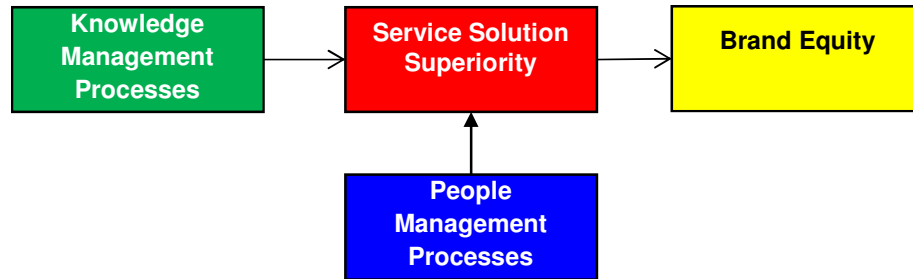 Knowledge
Management
Processes
Service Solution
Superiority
Brand Equity
People
Management
Processes